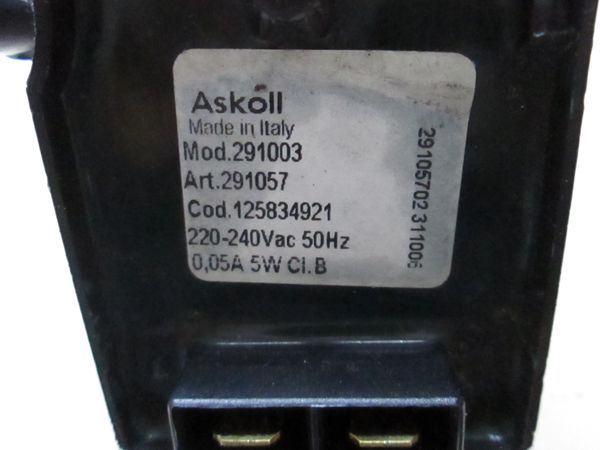 Askoll
Made in Italy
Mod.291003
Art.291057
Cod.125834921
220-240Vac 50Hz
0,05A 5W Cl.B
29105702 311006